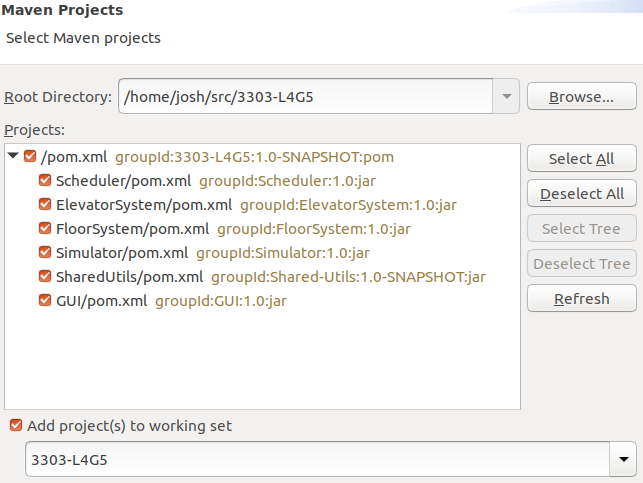 Maven Projects
Select Maven projects
Root Directory: /home/josh/src/3303-L4G5 Browse...
Projects:
/pom.xml groupId:3303-L4G5:1.0-SNAPSHOT:pom Select All
Scheduler/pom.xml groupId:Scheduler:1.0:jar
ElevatorSystem/pom.xml groupId:ElevatorSystem:1.0:jar Deselect All
FloorSystem/pom.xml groupId:FloorSystem:1.0:jar Select Tree
Simulator/pom.xml groupId:Simulator:1.0:jar Deselect Tree
SharedUtils/pom.xml groupId:Shared-Utils:1.0-SNAPSHOT:jar
GUI/pom.xml groupId:GUI:1.0:jar Refresh
Add project(s) to working set
3303-L4G5